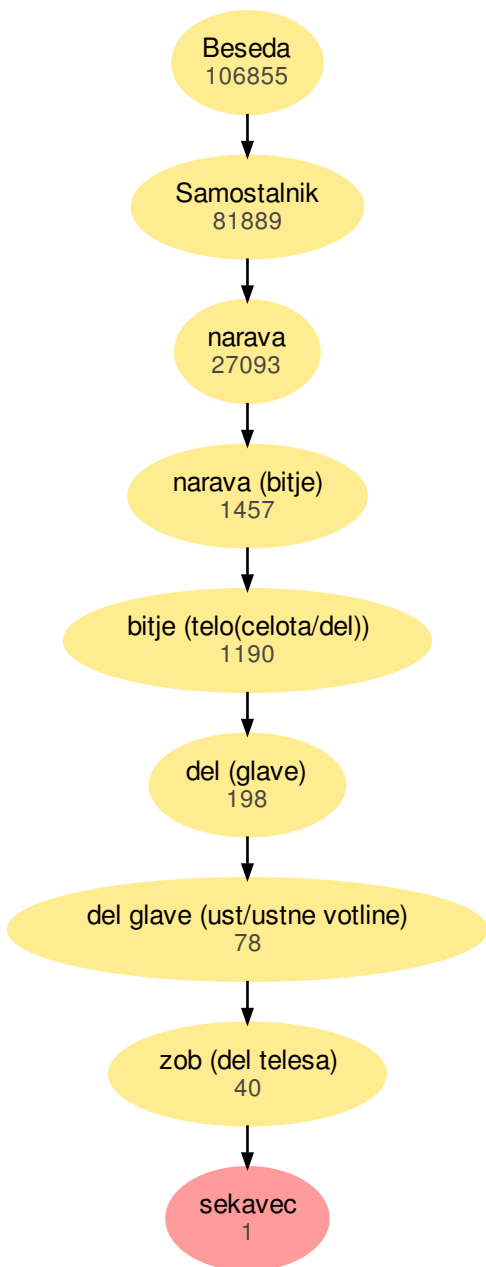 Beseda
106855
Samostalnik
81889
narava
27093
narava (bitje)
1457
bitje (telo(celota/del))
1190
del (glave)
198
del glave (ust/ustne votline)
78
zob (del telesa)
40
sekavec
1